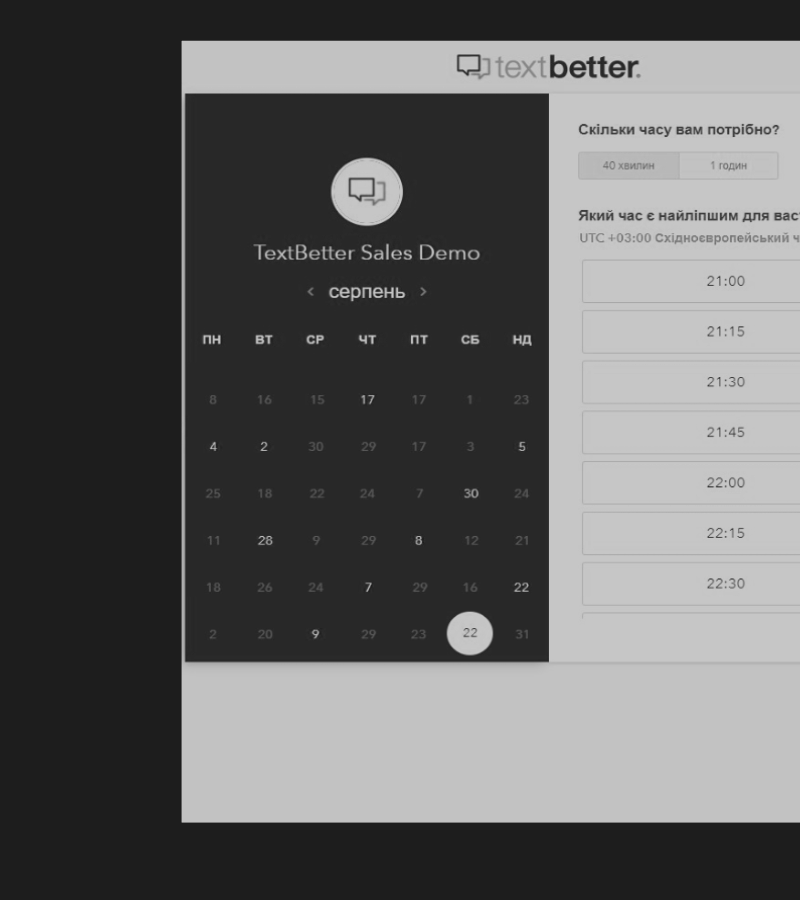 textbetter.
TextBetter Sales Demo
< серпень >
ПН ВТ СР ЧТ ПТ СБ НД
8 16 15 17 17 1 23
4 2 30 29 17 3 5
25 18 22 24 7 30 24
11 28 9 29 8 12 21
18 26 24 7 29 16 22
2 20 9 29 23 22 31
Скільки часу вам потрібно?
40 хвилин 1 годин
Який час є найліпшим для вас
UTC +03:00 Східноєвропейський ч
21:00
21:15
21:30
21:45
22:00
22:15
22:30